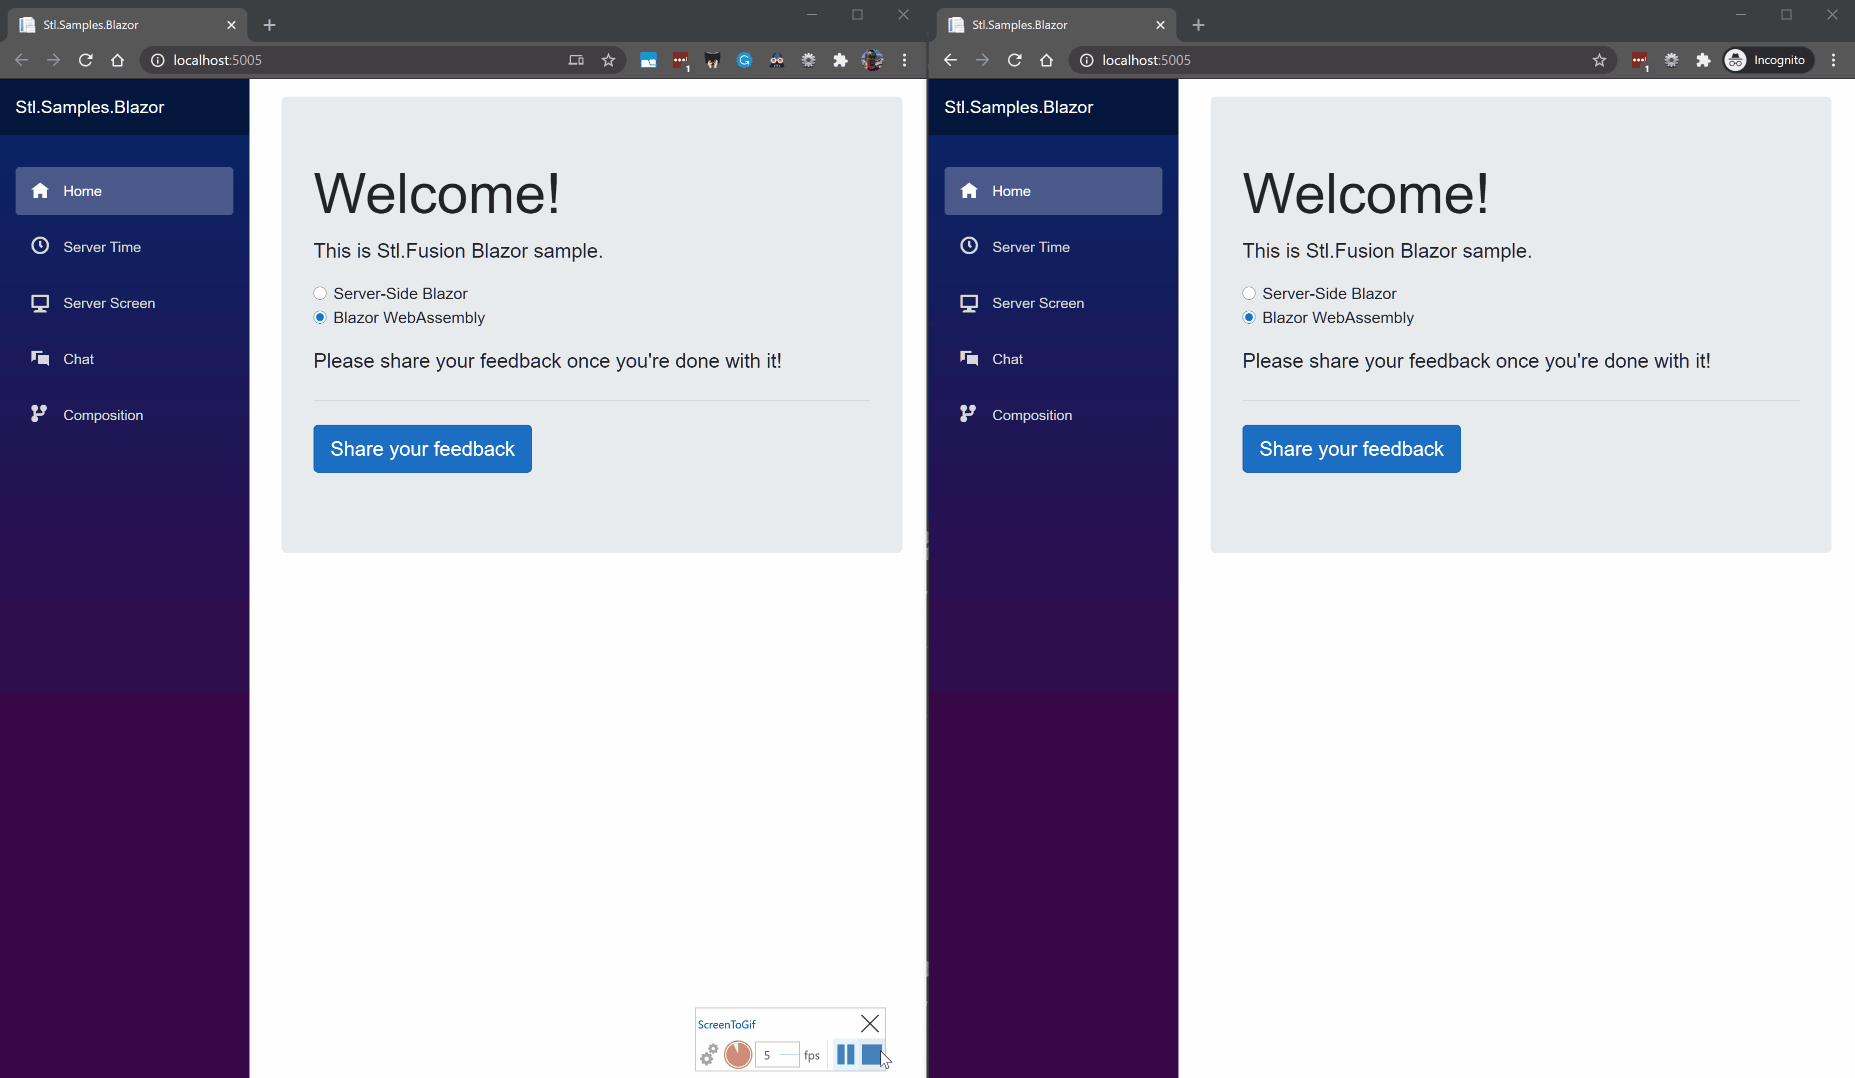 Stl.Samples.Blazor
localhost:5005
1
Stl.Samples.Blazor
Home
Server Time
Server Screen
Chat
Composition
Welcome!
This is Stl.Fusion Blazor sample.
Server-Side Blazor
Blazor WebAssembly
Please share your feedback once you're done with it!
Share your feedback
ScreenToGif
5 fps
Stl.Samples.Blazor
localhost:5005
1
Incognito
Stl.Samples.Blazor
Home
Server Time
Server Screen
Chat
Composition
Welcome!
This is Stl.Fusion Blazor sample.
Server-Side Blazor
Blazor WebAssembly
Please share your feedback once you're done with it!
Share your feedback